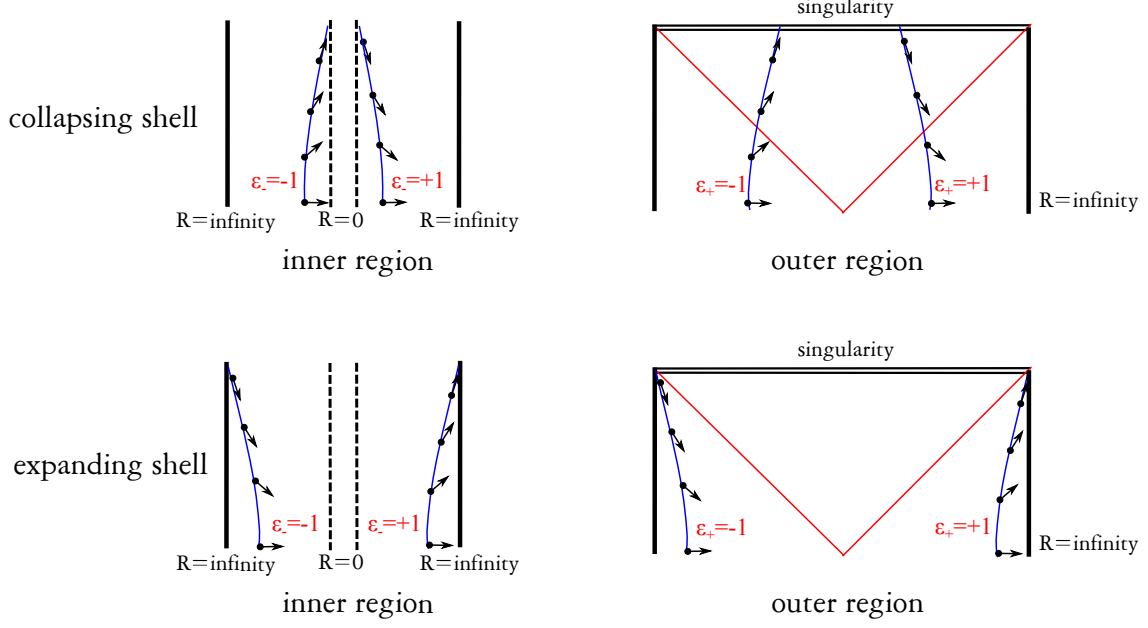 singularity
collapsing shell
ε₋=-1
ε₋=+1
ε₊=-1
ε₊=+1
R=infinity
R=0
R=infinity
R=infinity
inner region
outer region
singularity
expanding shell
ε₋=-1
ε₋=+1
ε₊=-1
ε₊=+1
R=infinity
R=0
R=infinity
R=infinity
inner region
outer region